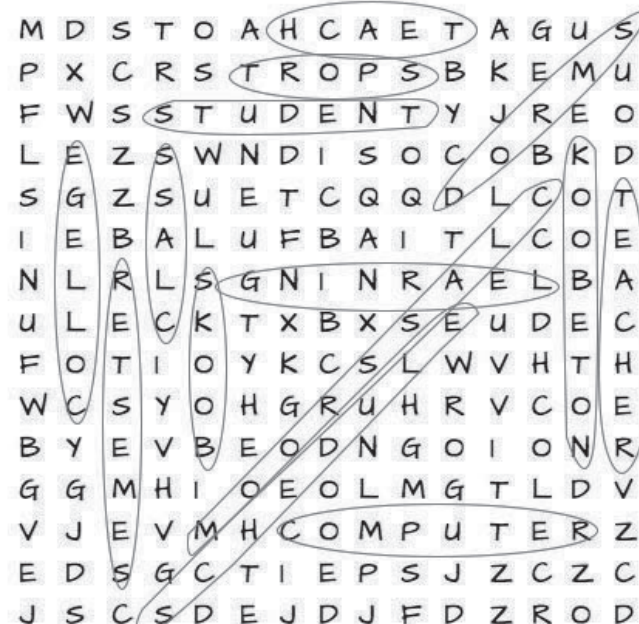 M D S T O A H C A E T A G U S
P X C R S T R O P S B K E M U
F W S S T U D E N T Y J R E O
L E Z S W N D I S O C O B K D
S G Z S U E T C Q Q D L C O T
I E B A L U F B A I T L C O E
N L R L S G N I N R A E L B A
U L E C K T X B X S E U D E C
F O T I O Y K C S L W V H T H
W C S Y O H G R U H R V C O E
B Y E V B E O D N G O I O N R
G G M H I O E O L M G T L D V
V J E V M H C O M P U T E R Z
E D S G C T I E P S J Z C Z C
J S C S D E J D J F D Z R O D